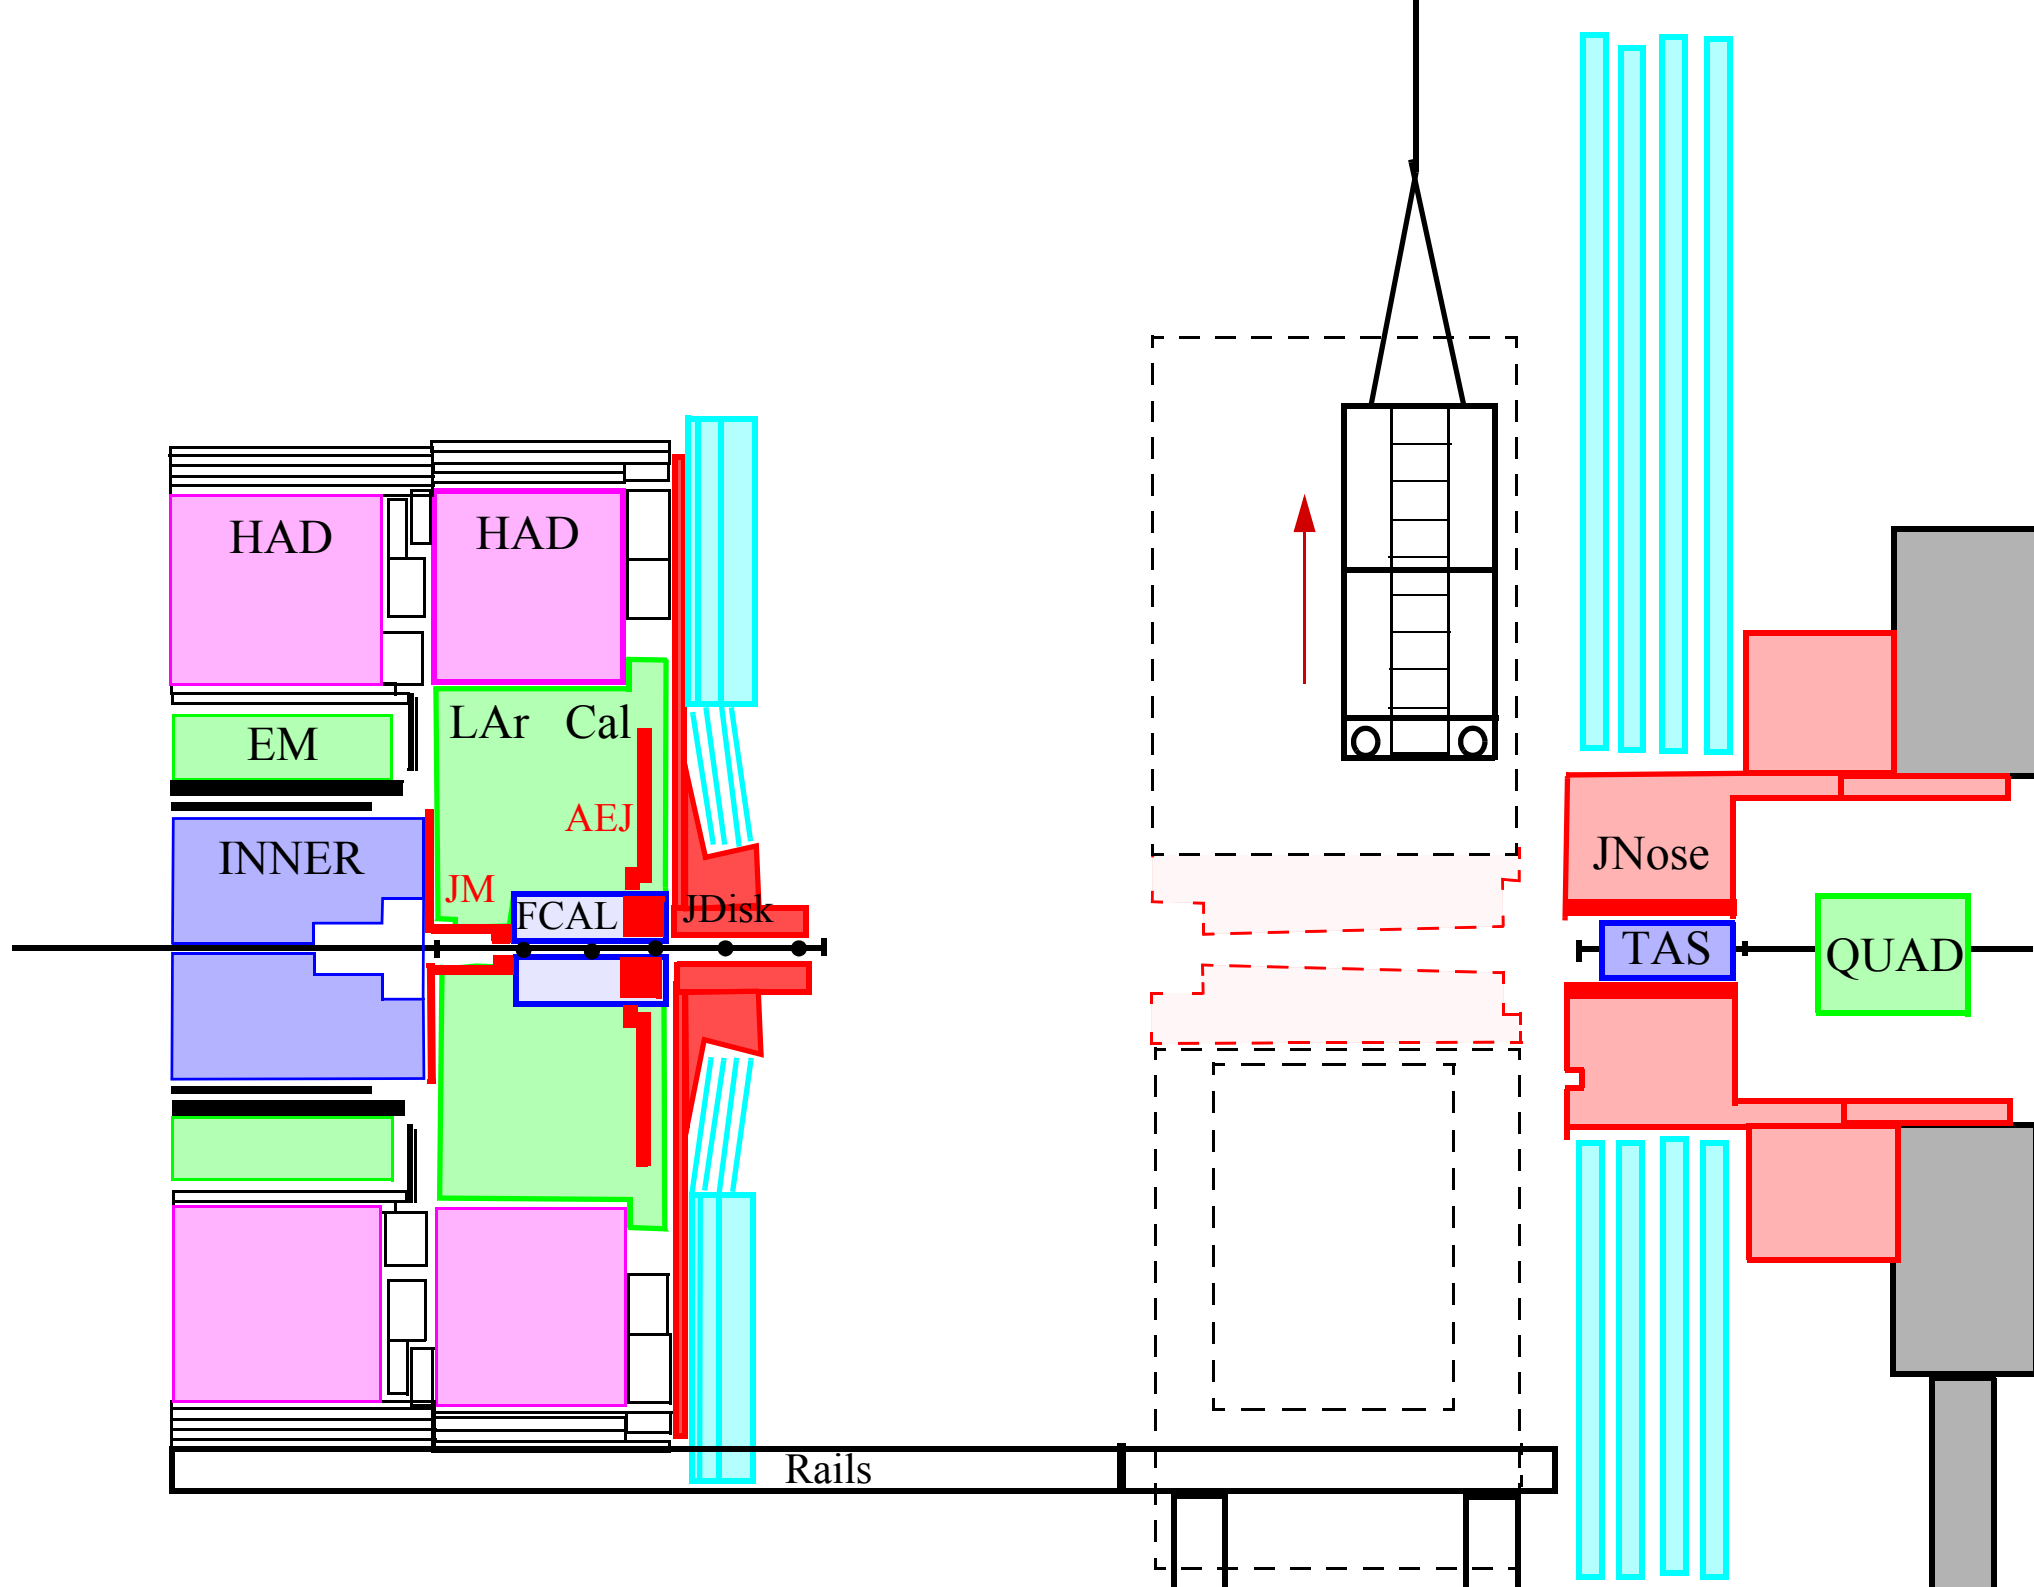 HAD
HAD
LAr Cal
EM
AEJ
INNER
JM
FCAL
JDisk
JNose
TAS
QUAD
Rails